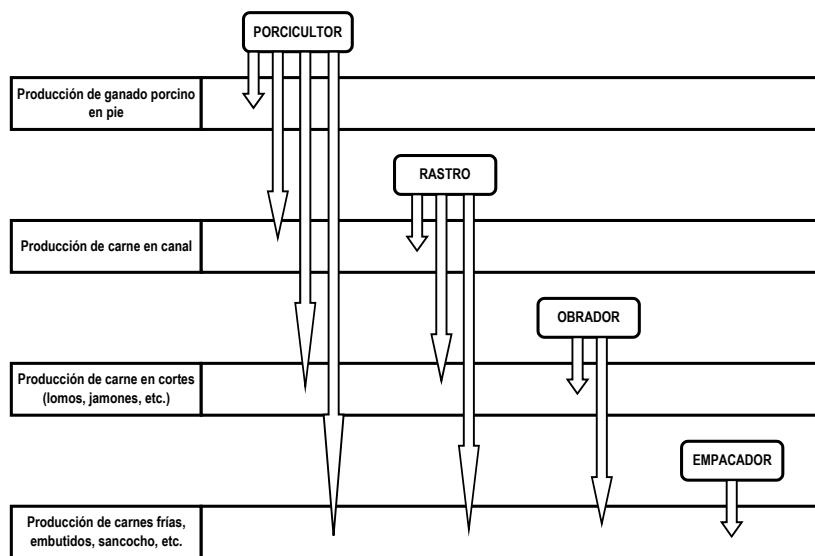 PORCICULTOR
Producción de ganado porcino
en pie
RASTRO
Producción de carne en canal
OBRADOR
Producción de carne en cortes
(lomos, jamones, etc.)
EMPACADOR
Producción de carnes frías,
embutidos, sancocho, etc.